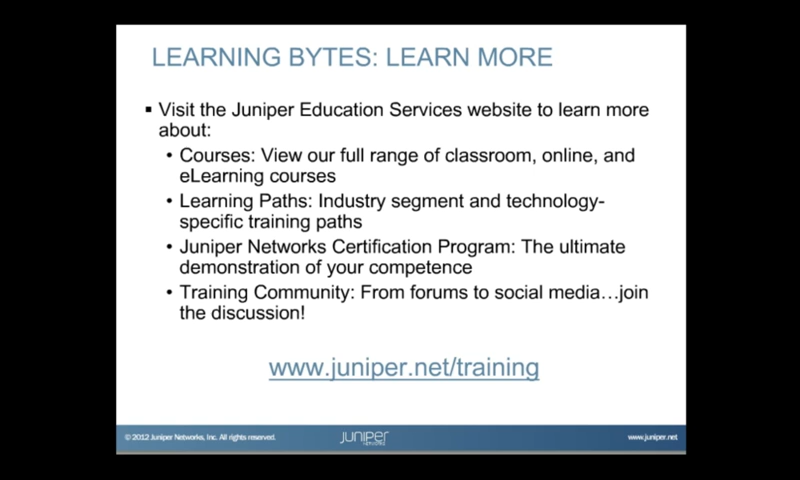 LEARNING BYTES: LEARN MORE
▪ Visit the Juniper Education Services website to learn more
about:
• Courses: View our full range of classroom, online, and
eLearning courses
• Learning Paths: Industry segment and technology-
specific training paths
• Juniper Networks Certification Program: The ultimate
demonstration of your competence
• Training Community: From forums to social media…join
the discussion!
www.juniper.net/training
© 2012 Juniper Networks, Inc. All rights reserved.
JUNIPER
NETWORKS
www.juniper.net